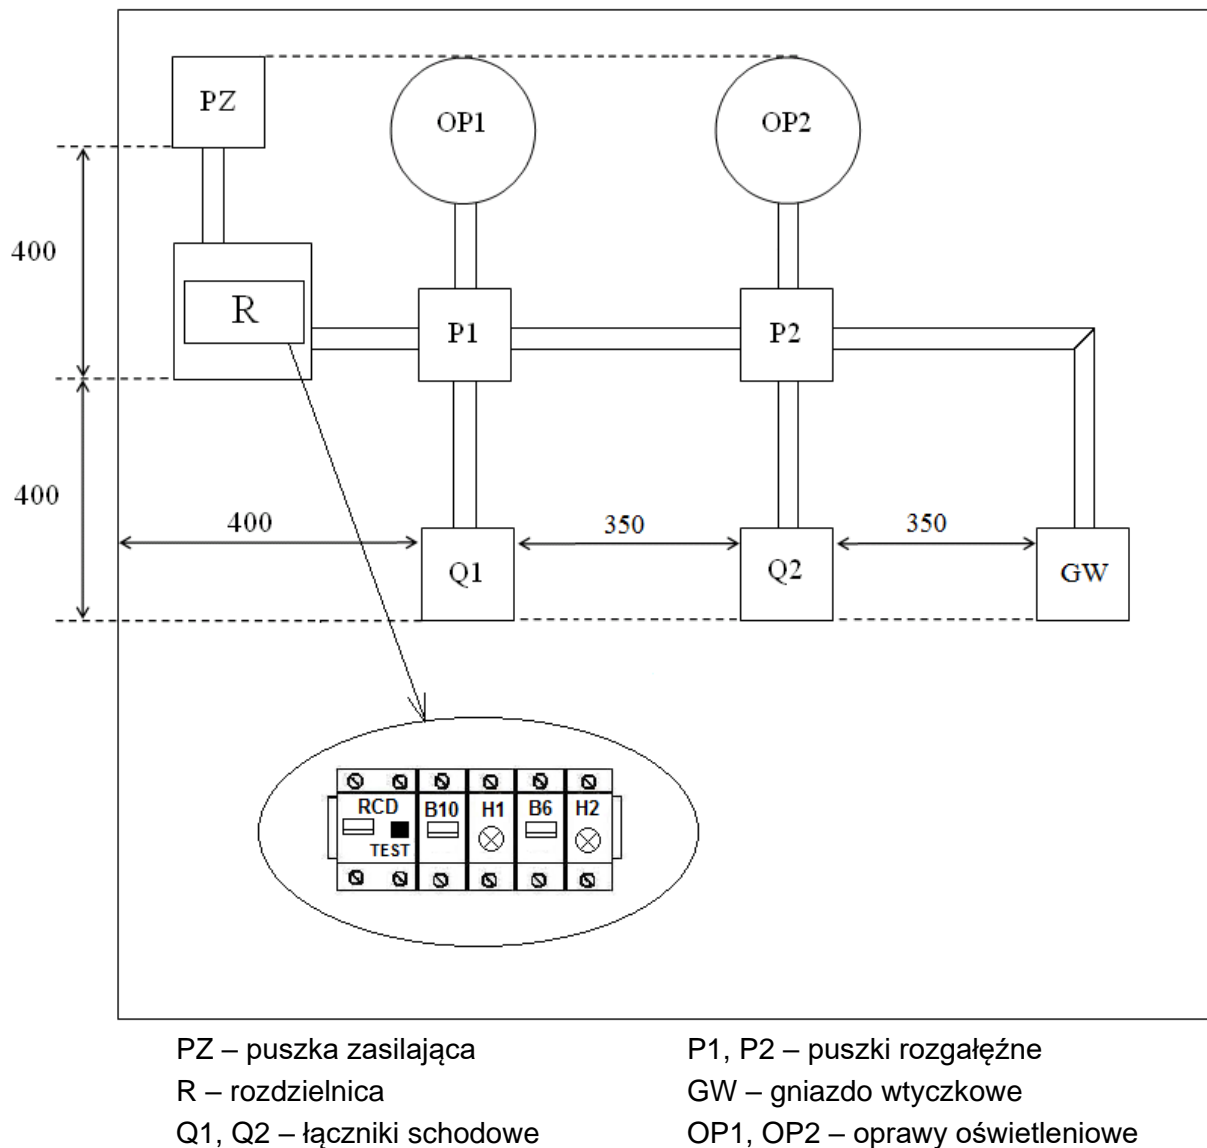 PZ
OP1
OP2
400
R
P1
P2
400
400
350
350
Q1
Q2
GW
RCD
B10
H1
B6
H2
TEST
PZ – puszka zasilająca
P1, P2 – puszki rozgałęźne
R – rozdzielnica
GW – gniazdo wtyczkowe
Q1, Q2 – łączniki schodowe
OP1, OP2 – oprawy oświetleniowe